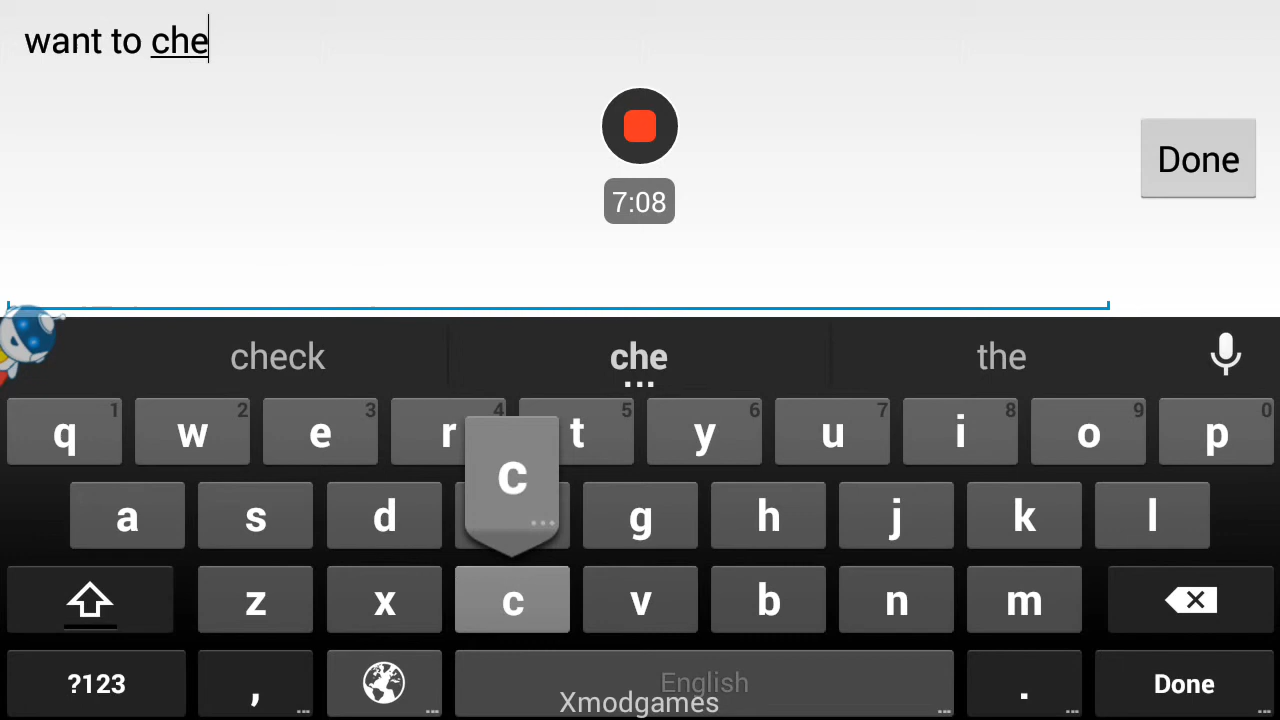 want to che
7:08
Done
check che the
1 2 3 4 5 6 7 8 9 0
q w e r t y u i o p
c
a s d g h j k l
z x c v b n m
?123 , English . Done
Xmodgames